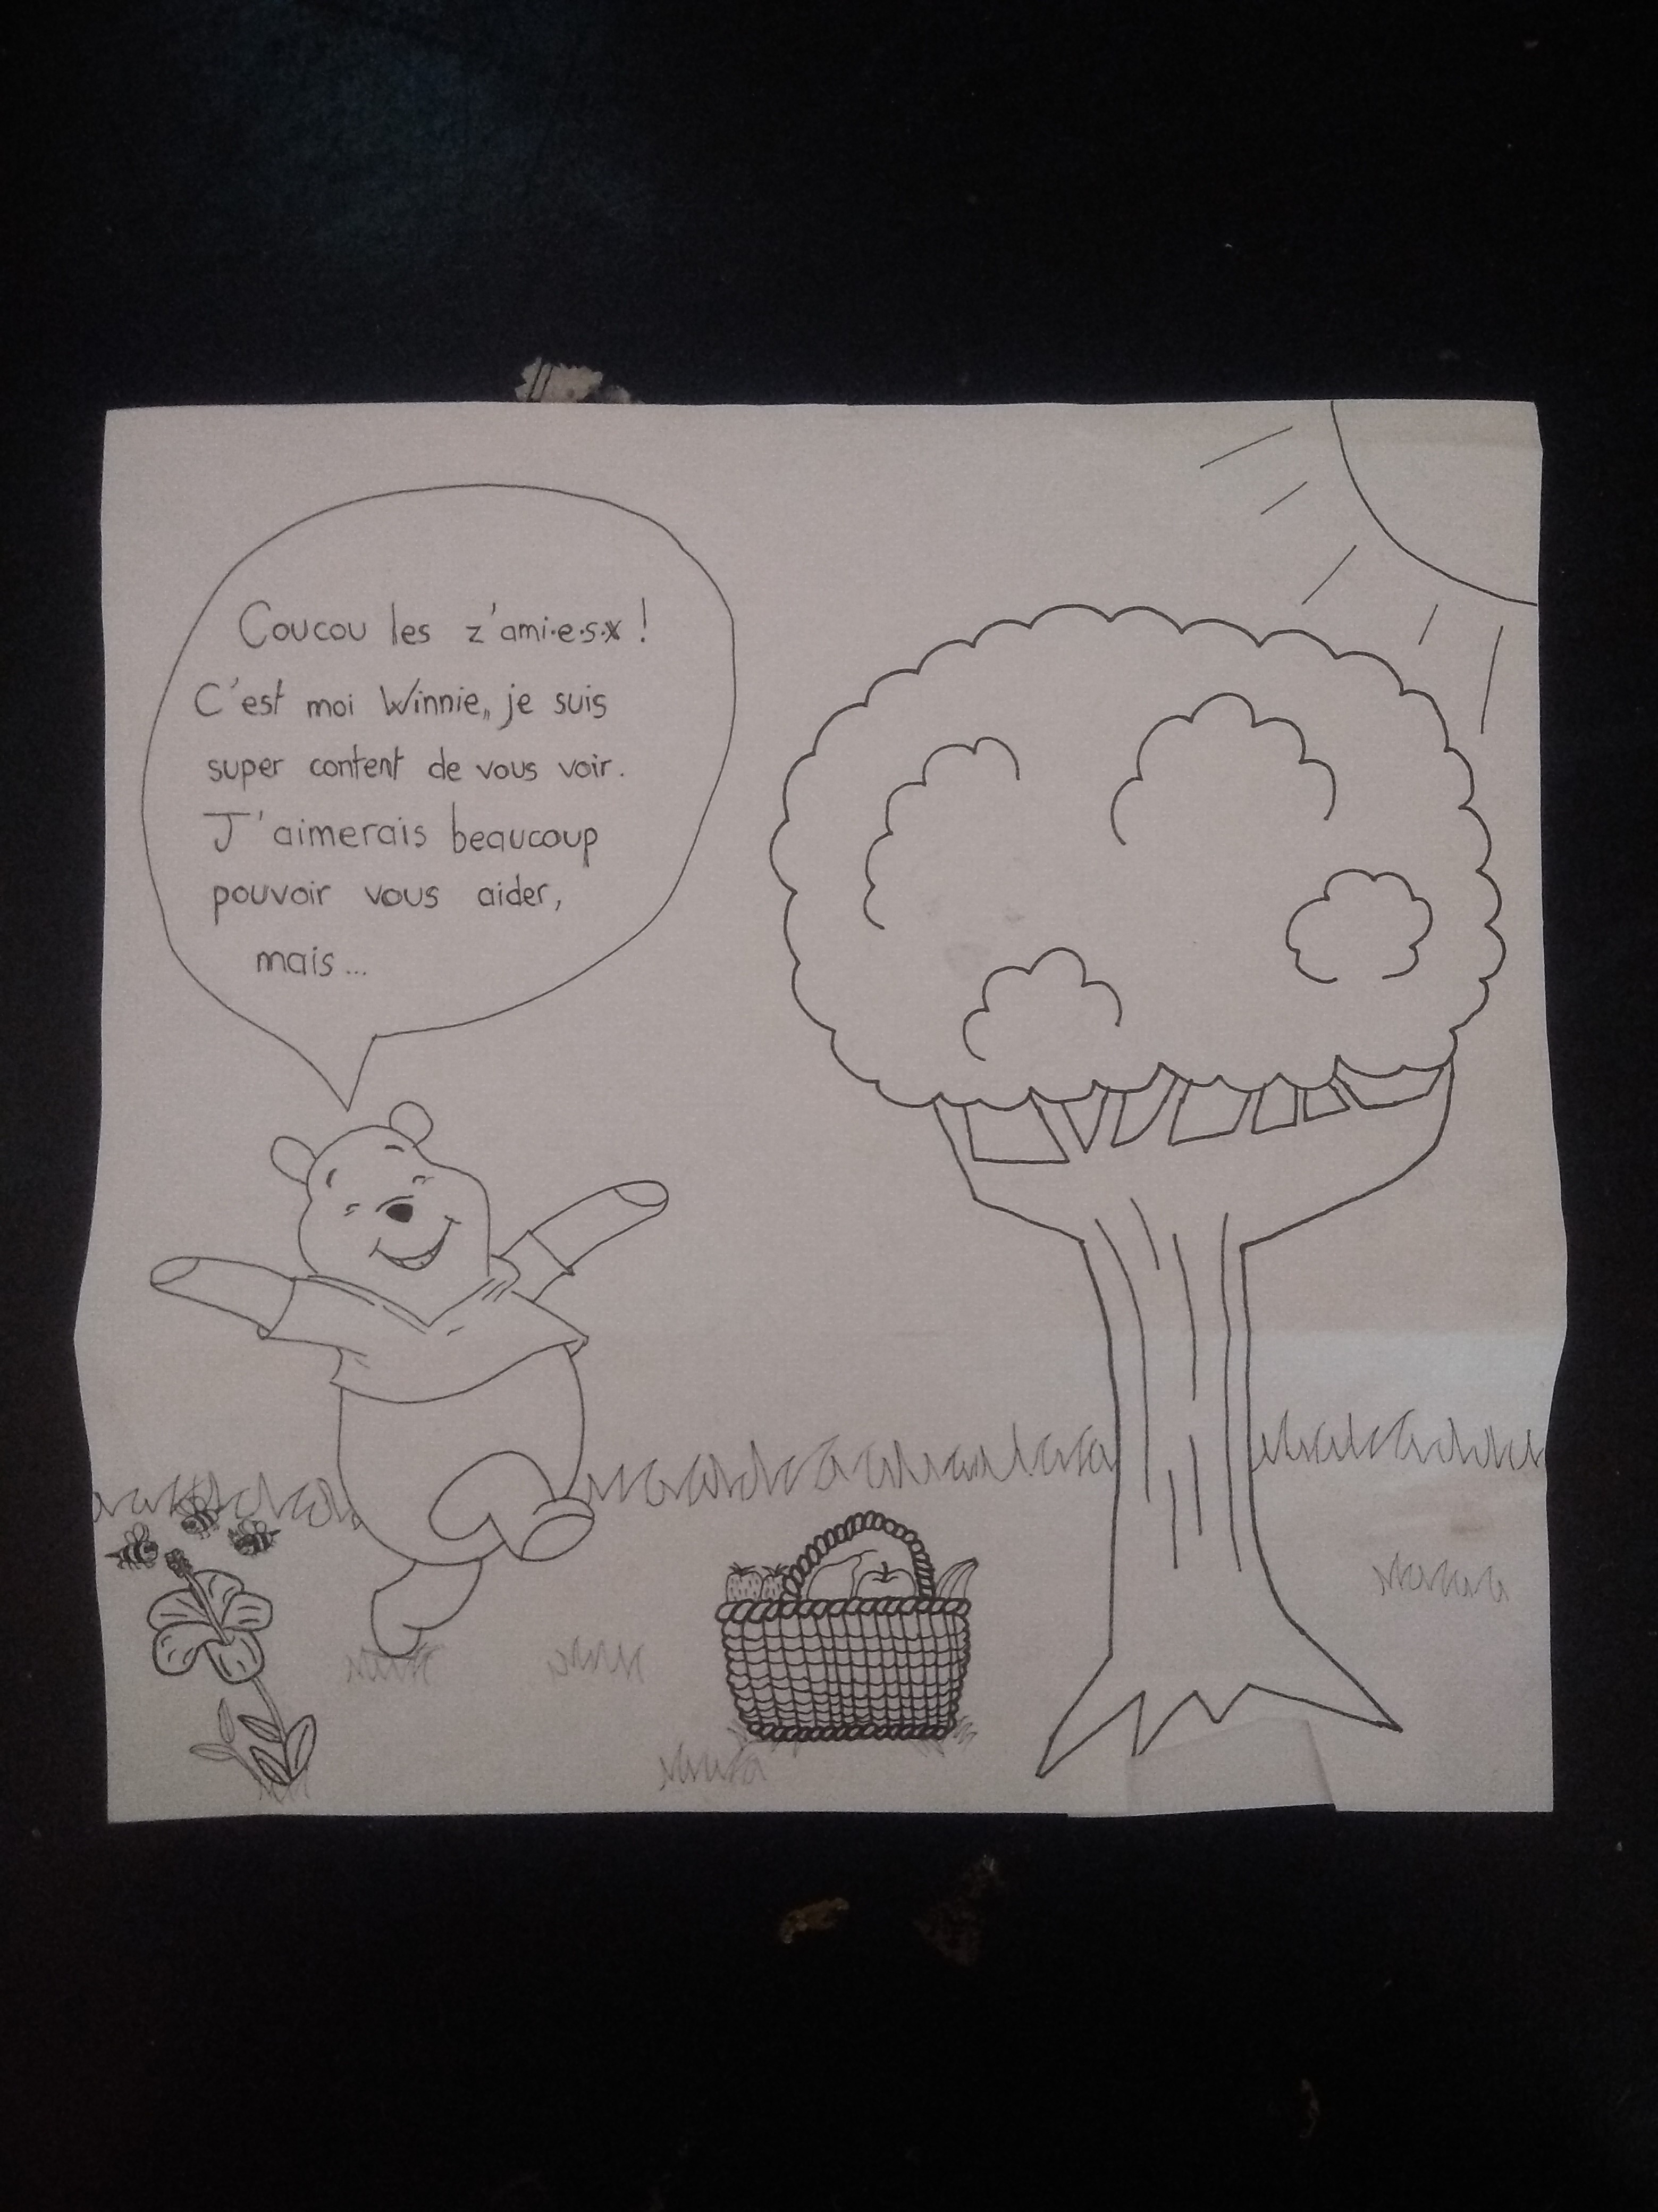 Coucou les z'ami·e·s·x !
C'est moi Winnie, je suis
super content de vous voir.
J'aimerais beaucoup
pouvoir vous aider,
mais...